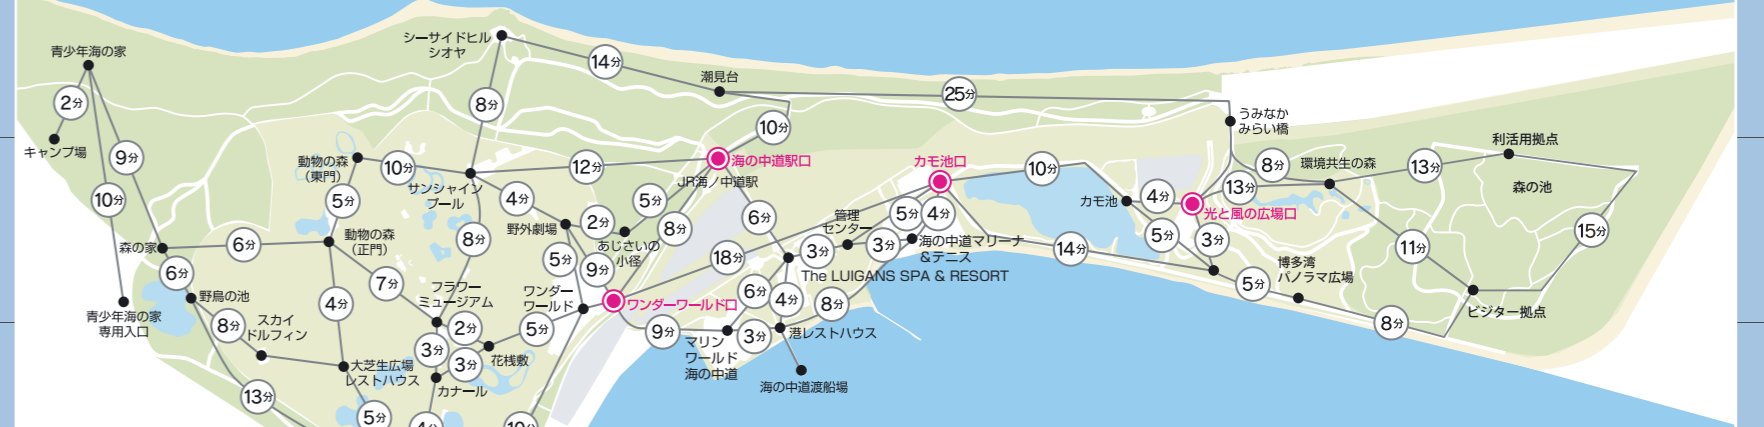 青少年海の家
2分
キャンプ場
9分
10分
森の家
6分
6分
野鳥の池
青少年海の家
専用入口
8分
スカイ
ドルフィン
13分
シーサイドヒル
シオヤ
14分
潮見台
25分
8分
10分
動物の森
(東門)
10分
サンシャイン
プール
12分
海の中道駅口
JR海ノ中道駅
5分
動物の森
(正門)
4分
野外劇場
2分
5分
あじさいの
小径
8分
6分
8分
7分
5分
9分
フラワー
ミュージアム
ワンダー
ワールド
ワンダーワールド口
4分
2分
5分
3分
3分
花桟敷
大芝生広場
レストハウス
カナール
5分
4分
10分
18分
管理
センター
3分
3分
5分
4分
カモ池口
海の中道マリーナ
&テニス
The LUIGANS SPA & RESORT
6分
4分
8分
9分
マリン
ワールド
海の中道
3分
港レストハウス
海の中道渡船場
10分
カモ池
4分
光と風の広場口
5分
3分
14分
うみなか
みらい橋
8分
13分
環境共生の森
13分
利活用拠点
森の池
15分
11分
博多湾
パノラマ広場
5分
8分
ビジター拠点